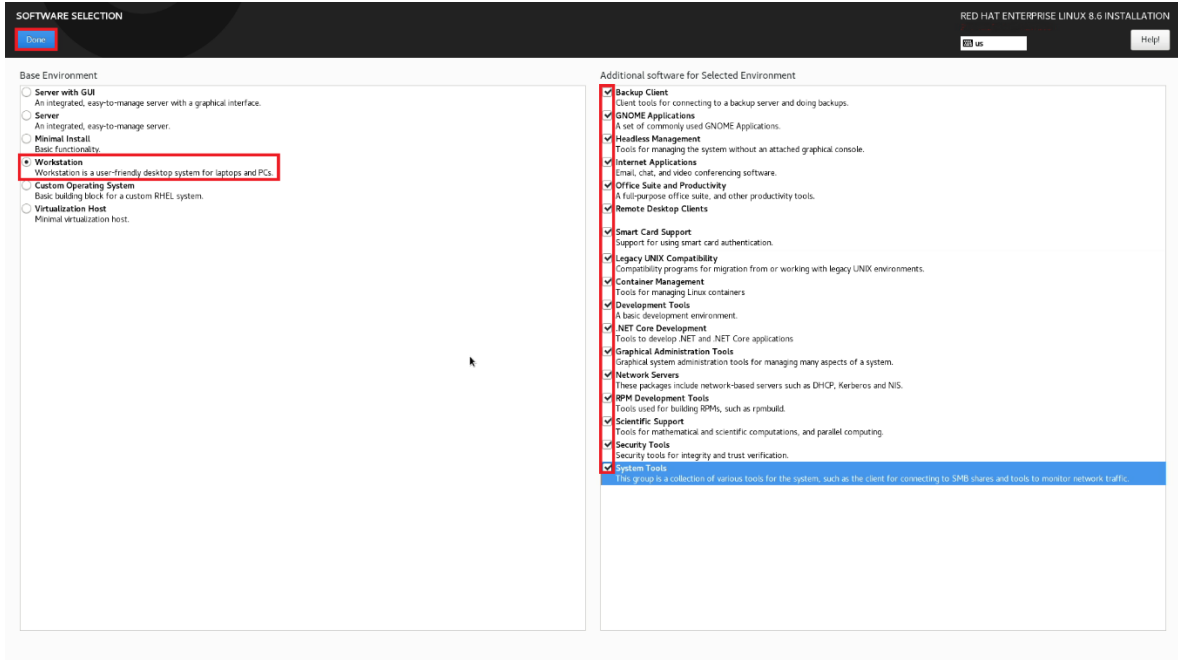 SOFTWARE SELECTION
RED HAT ENTERPRISE LINUX 8.6 INSTALLATION
Done
us
Help!
Base Environment
Server with GUI
An integrated, easy-to-manage server with a graphical interface.
Server
An integrated, easy-to-manage server.
Minimal Install
Basic functionality.
Workstation
Workstation is a user-friendly desktop system for laptops and PCs.
Custom Operating System
Basic building block for a custom RHEL system.
Virtualization Host
Minimal virtualization host.
Additional software for Selected Environment
Backup Client
Client tools for connecting to a backup server and doing backups.
GNOME Applications
A set of commonly used GNOME Applications.
Headless Management
Tools for managing the system without an attached graphical console.
Internet Applications
Email, chat, and video conferencing software.
Office Suite and Productivity
A full-purpose office suite, and other productivity tools.
Remote Desktop Clients
Smart Card Support
Support for using smart card authentication.
Legacy UNIX Compatibility
Compatibility programs for migration from or working with legacy UNIX environments.
Container Management
Tools for managing Linux containers
Development Tools
A basic development environment.
.NET Core Development
Tools to develop .NET and .NET Core applications
Graphical Administration Tools
Graphical system administration tools for managing many aspects of a system.
Network Servers
These packages include network-based servers such as DHCP, Kerberos and NIS.
RPM Development Tools
Tools used for building RPMs, such as rpmbuild.
Scientific Support
Tools for mathematical and scientific computations, and parallel computing.
Security Tools
Security tools for integrity and trust verification.
System Tools
This group is a collection of various tools for the system, such as the client for connecting to SMB shares and tools to monitor network traffic.